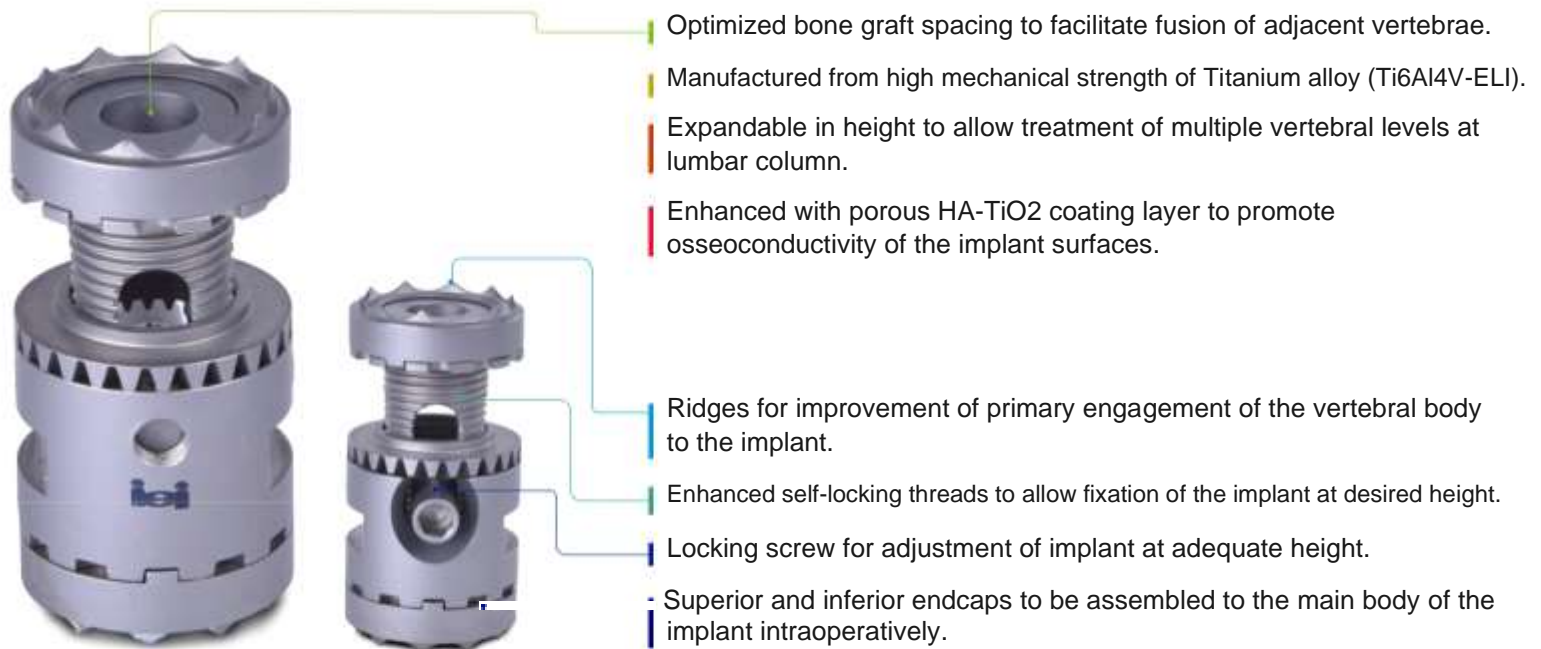 Optimized bone graft spacing to facilitate fusion of adjacent vertebrae.
Manufactured from high mechanical strength of Titanium alloy (Ti6Al4V-ELI).
Expandable in height to allow treatment of multiple vertebral levels at
lumbar column.
Enhanced with porous HA-TiO2 coating layer to promote
osseoconductivity of the implant surfaces.
Ridges for improvement of primary engagement of the vertebral body
to the implant.
Enhanced self-locking threads to allow fixation of the implant at desired height.
Locking screw for adjustment of implant at adequate height.
Superior and inferior endcaps to be assembled to the main body of the
implant intraoperatively.